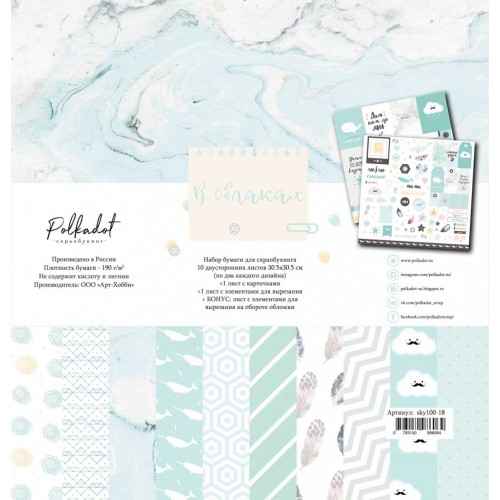 В облаках
Polkadot
"скрапбукинг"
Произведено в России
Плотность бумаги - 190 г/м²
Не содержит кислоту и лигнин
Производитель: ООО «Арт-Хобби»
Набор бумаги для скрапбукинга
10 двусторонних листов 30.5х30.5 см
(по два каждого дизайна)
+1 лист с карточками
+1 лист с элементами для вырезания
+ БОНУС: лист с элементами для
вырезания на обороте обложки
www.polkadot.su
instagram.com/polkadot.su/
polkadot-su.blogspot.ru
vk.com/polkadot_scrap
facebook.com/polkadotscrap/
Артикул: sky100-18